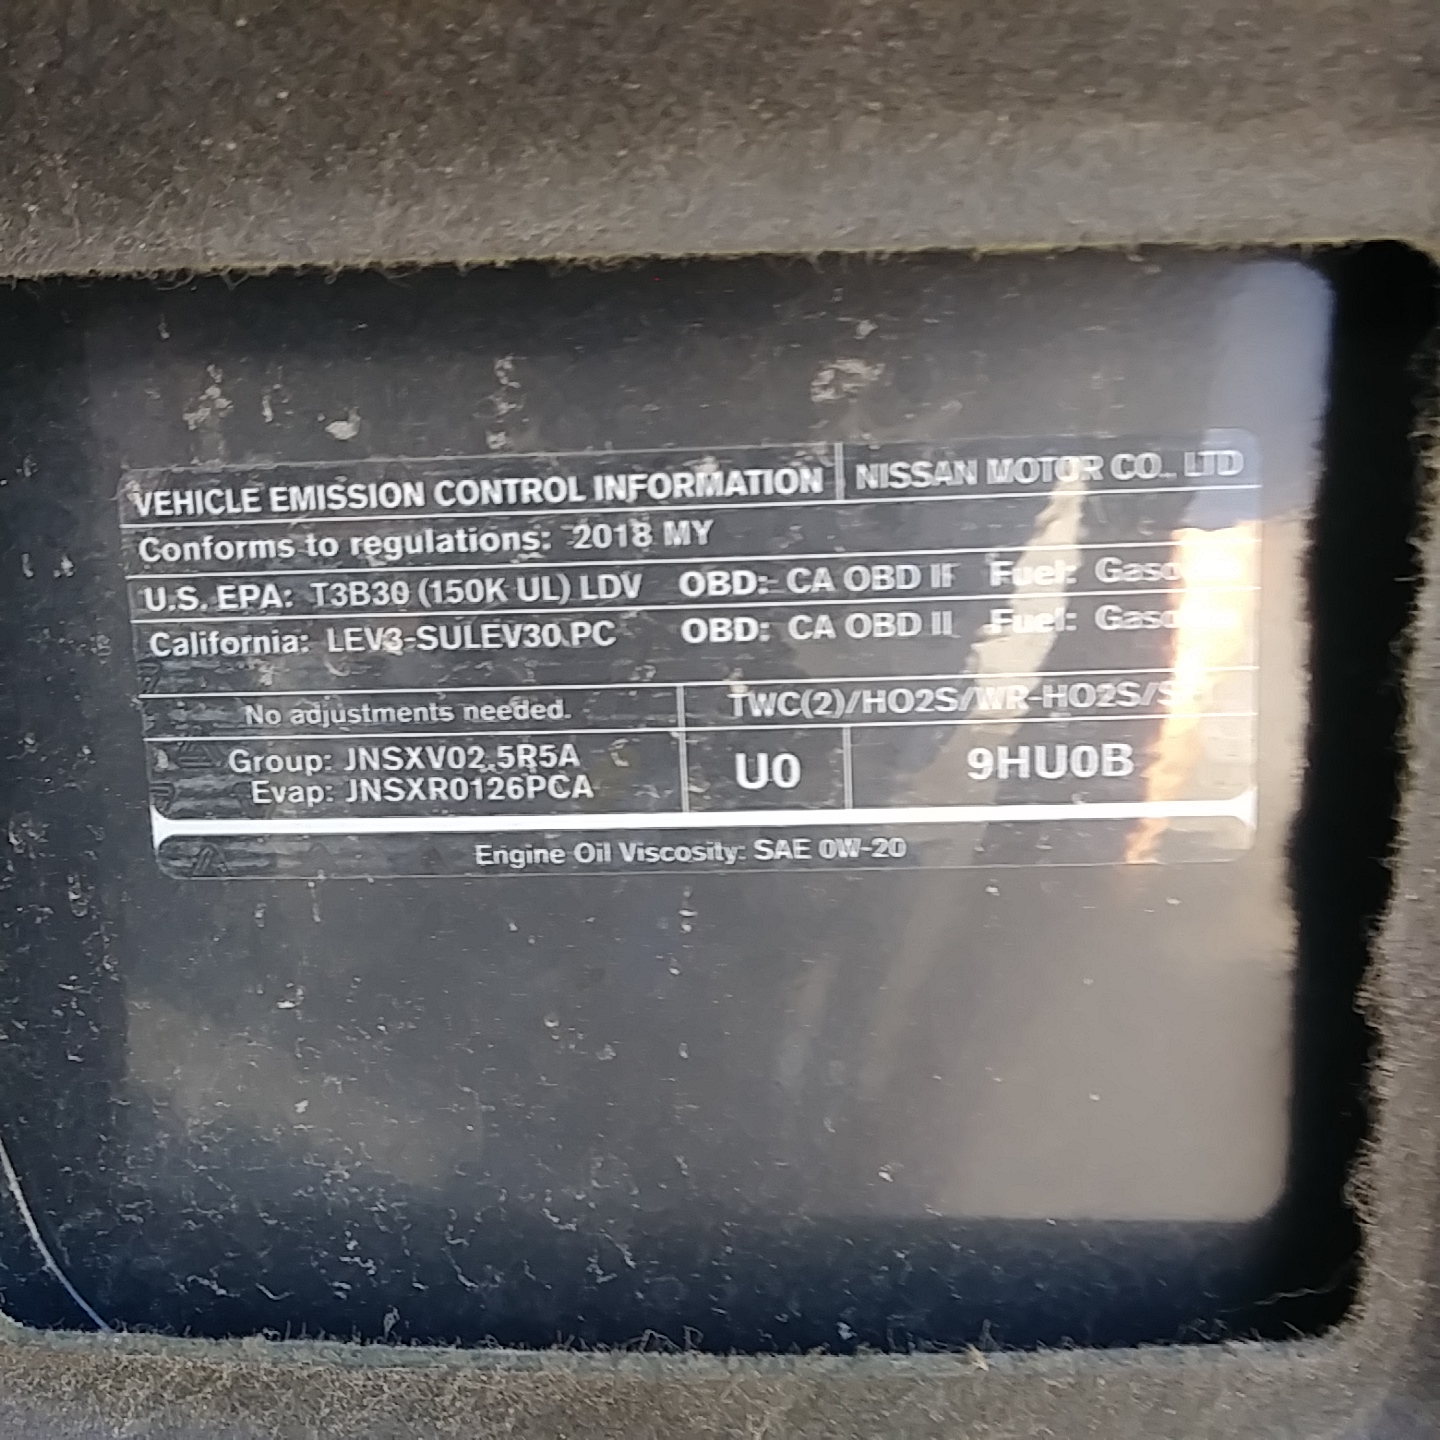 VEHICLE EMISSION CONTROL INFORMATION NISSAN MOTOR CO., LTD
Conforms to regulations: 2018 MY
U.S. EPA: T3B30 (150K UL) LDV OBD: CA OBD II Fuel:
California: LEV3-SULEV30.PC OBD: CA OBD II Fuel:
No adjustments needed. TWC(2)/HO2S/WR-HO2S/
Group: JNSXV02.5R5A
Evap: JNSXR0126PCA
U0 9HU0B
Engine Oil Viscosity: SAE 0W-20